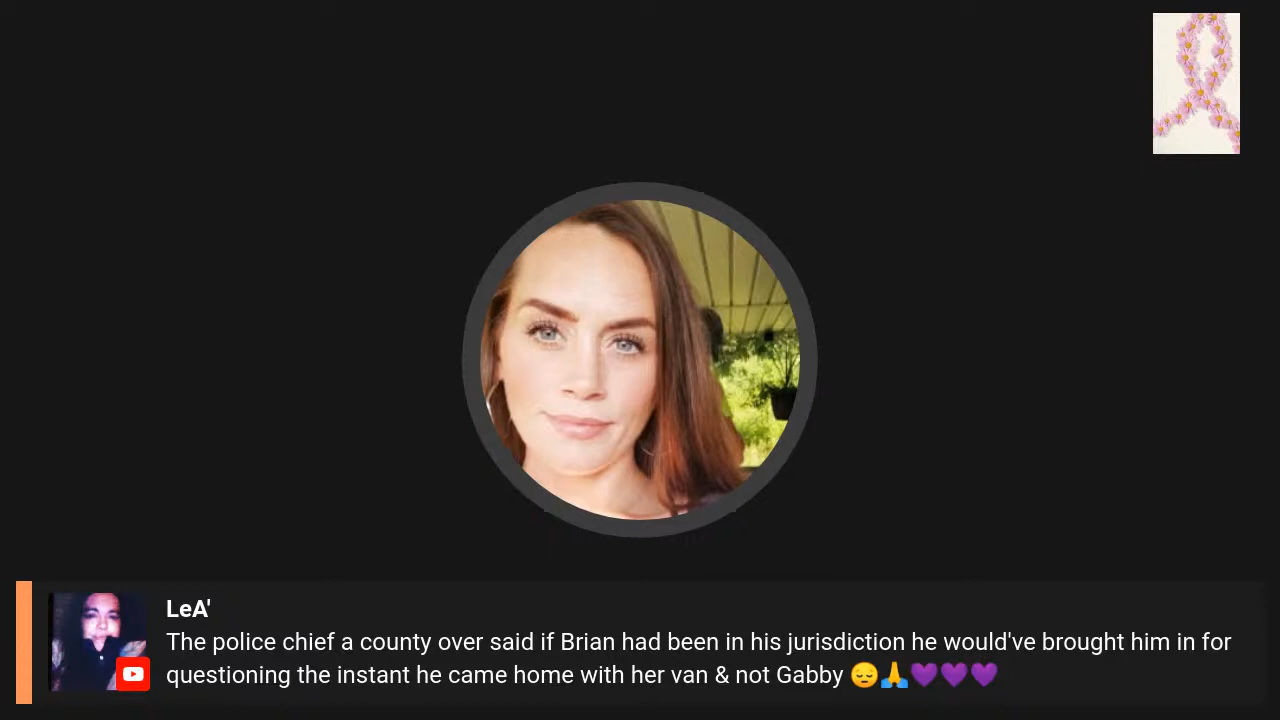 LeA'
The police chief a county over said if Brian had been in his jurisdiction he would've brought him in for
questioning the instant he came home with her van & not Gabby 😔🙏💜💜💜